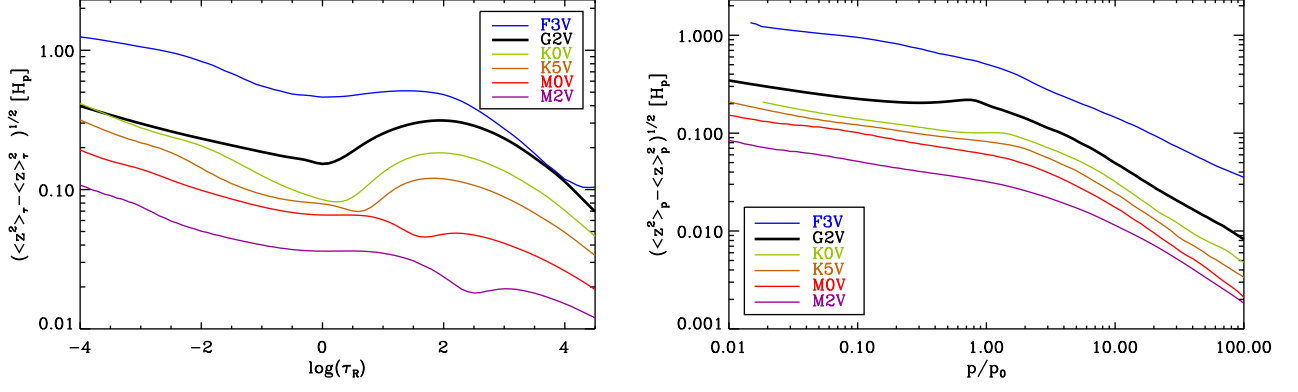 (<z²>τ−<z>τ²)¹/² [Hp]
1.00
0.10
0.01
−4
−2
0
2
4
log(τR)
F3V
G2V
K0V
K5V
M0V
M2V
(<z²>p−<z>p²)¹/² [Hp]
1.000
0.100
0.010
0.001
0.01
0.10
1.00
10.00
100.00
p/p₀
F3V
G2V
K0V
K5V
M0V
M2V